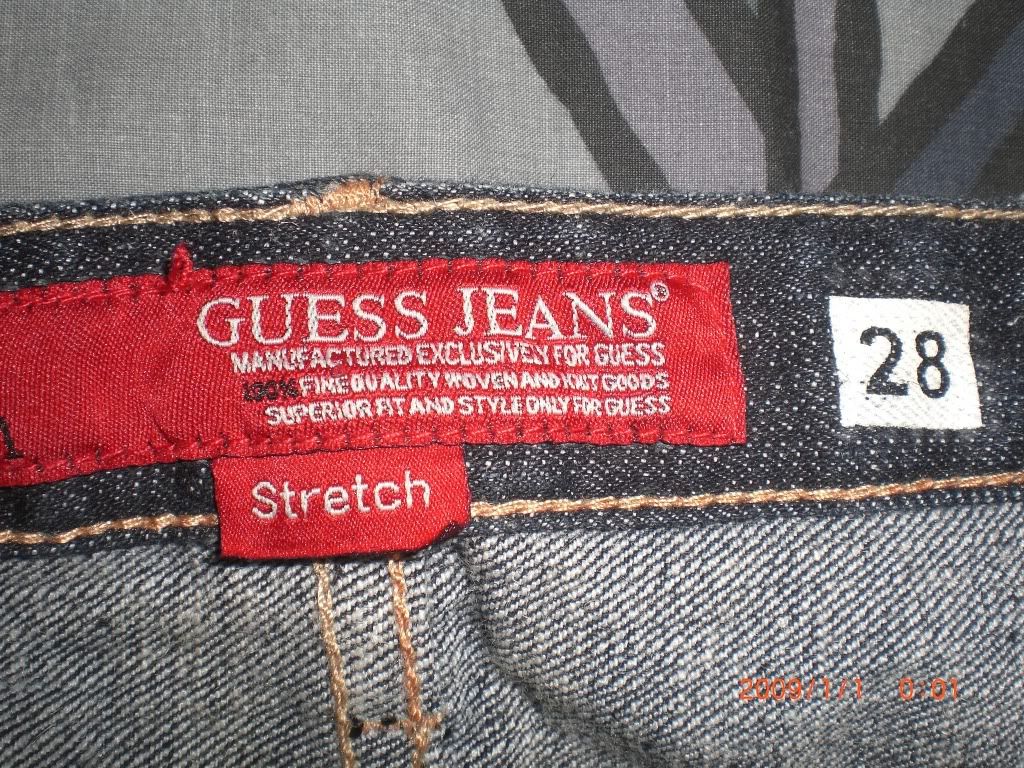 GUESS JEANS®
MANUFACTURED EXCLUSIVELY FOR GUESS
100% FINE QUALITY WOVEN AND KNIT GOODS
SUPERIOR FIT AND STYLE ONLY FOR GUESS
Stretch
28
2009/1/1 0:01